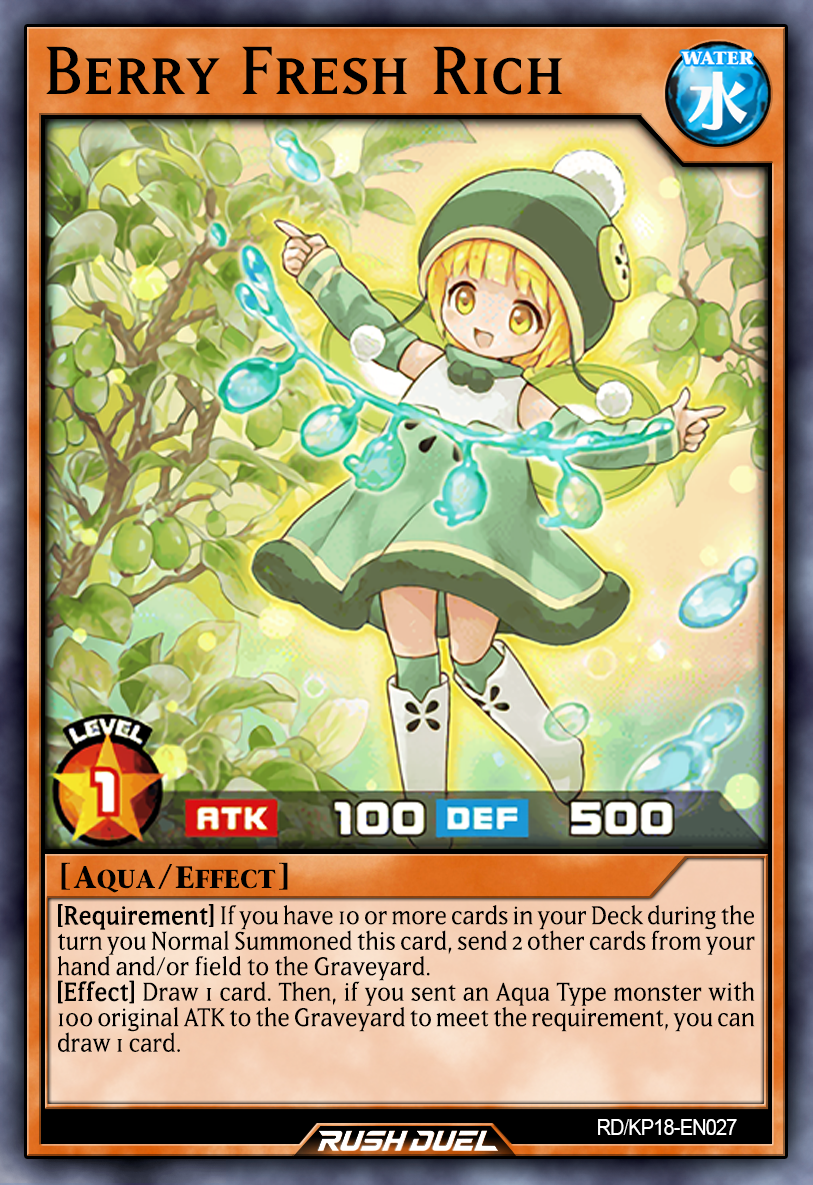 Berry Fresh Rich
WATER
水
LEVEL
1
ATK 100 DEF 500
[Aqua/Effect]
[Requirement] If you have 10 or more cards in your Deck during the
turn you Normal Summoned this card, send 2 other cards from your
hand and/or field to the Graveyard.
[Effect] Draw 1 card. Then, if you sent an Aqua Type monster with
100 original ATK to the Graveyard to meet the requirement, you can
draw 1 card.
RD/KP18-EN027
RUSH DUEL